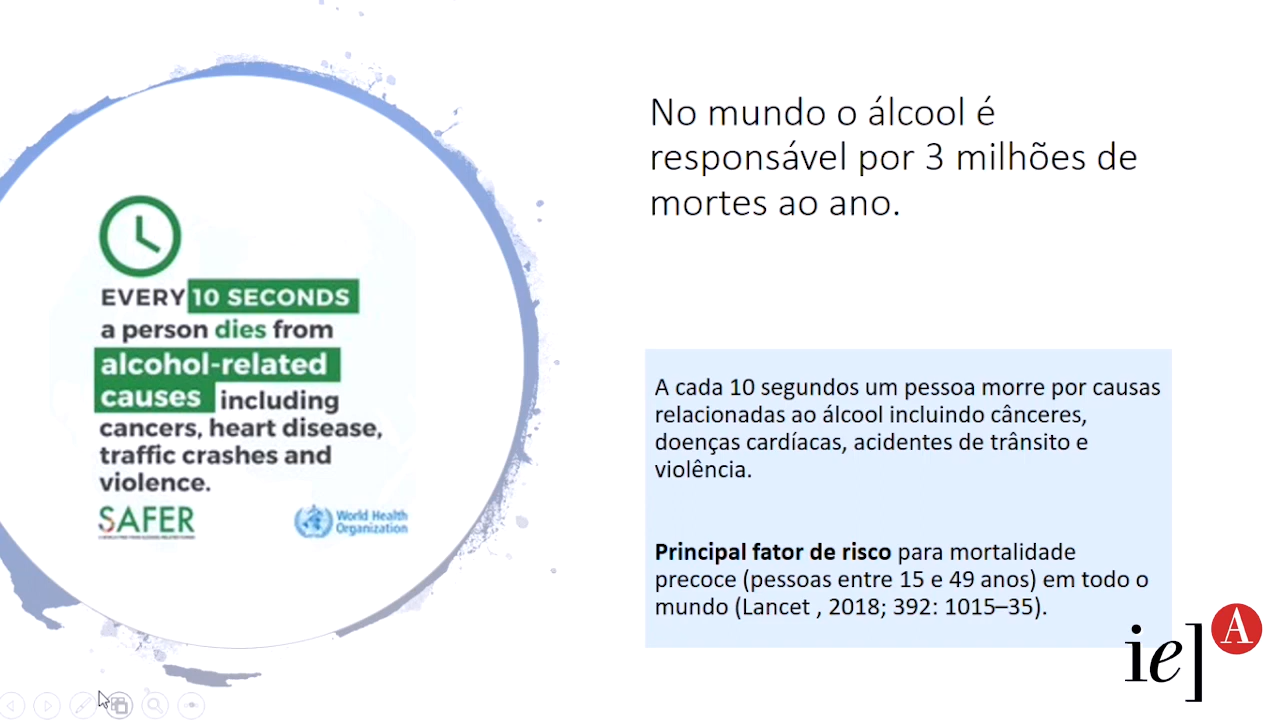 No mundo o álcool é
responsável por 3 milhões de
mortes ao ano.
EVERY 10 SECONDS
a person dies from
alcohol-related
causes including
cancers, heart disease,
traffic crashes and
violence.
SAFER
World Health
Organization
A cada 10 segundos um pessoa morre por causas
relacionadas ao álcool incluindo cânceres,
doenças cardíacas, acidentes de trânsito e
violência.
Principal fator de risco para mortalidade
precoce (pessoas entre 15 e 49 anos) em todo o
mundo (Lancet , 2018; 392: 1015–35).
ie] A